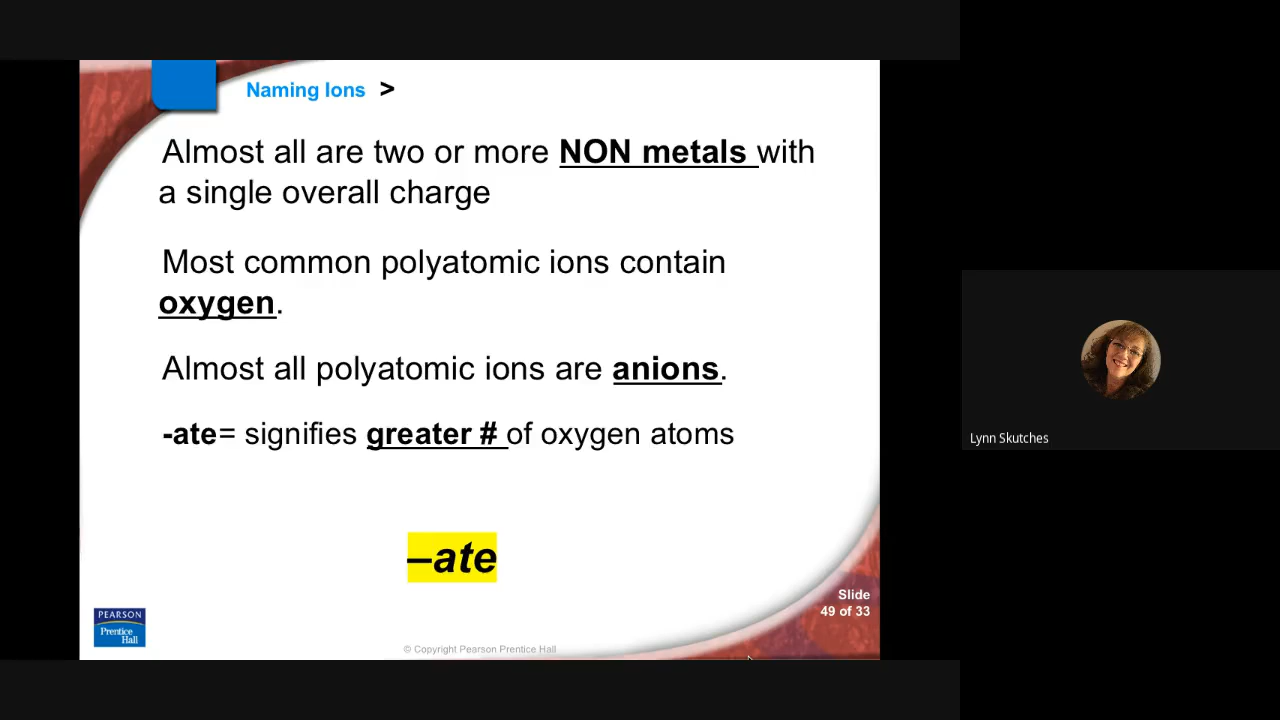 Naming Ions >
Almost all are two or more NON metals with
a single overall charge
Most common polyatomic ions contain
oxygen.
Almost all polyatomic ions are anions.
-ate= signifies greater # of oxygen atoms
–ate
Slide
49 of 33
PEARSON
Prentice
Hall
© Copyright Pearson Prentice Hall
Lynn Skutches